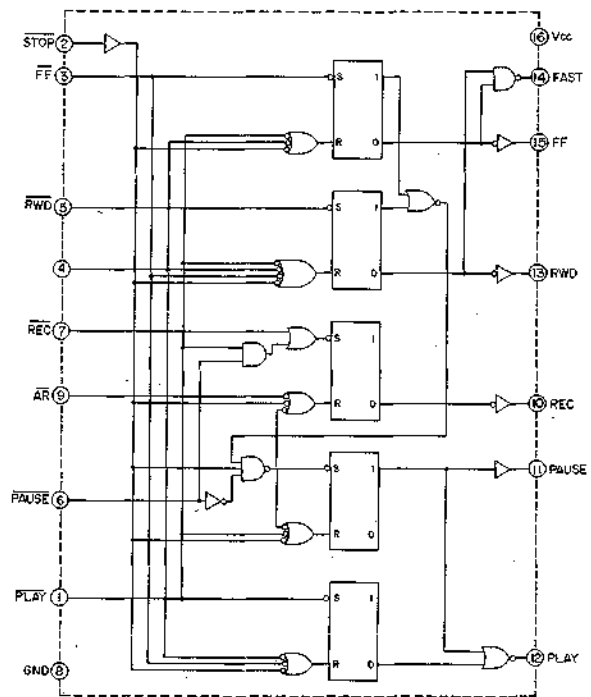 STOP 2
16 Vcc
FF 3
S 1
14 FAST
R 0
15 FF
RWD 5
S 1
4
R 0
13 RWD
REC 7
S 1
AR 9
R 0
10 REC
S 1
11 PAUSE
PAUSE 6
R 0
PLAY 1
S 1
12 PLAY
GND 8
R 0